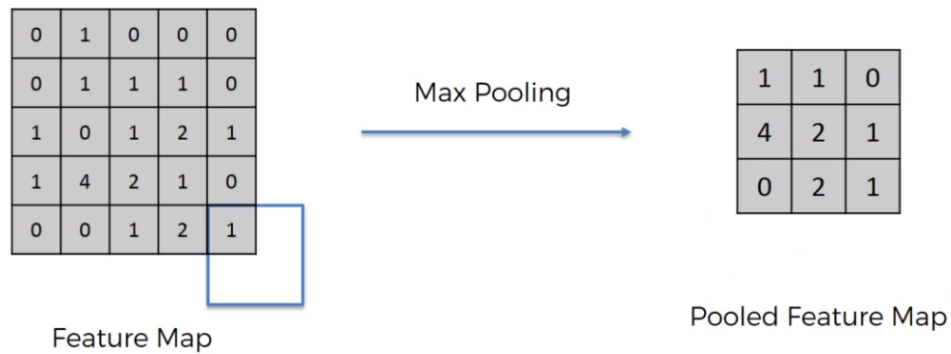 0 1 0 0 0
0 1 1 1 0
1 0 1 2 1
1 4 2 1 0
0 0 1 2 1
Feature Map
Max Pooling
1 1 0
4 2 1
0 2 1
Pooled Feature Map